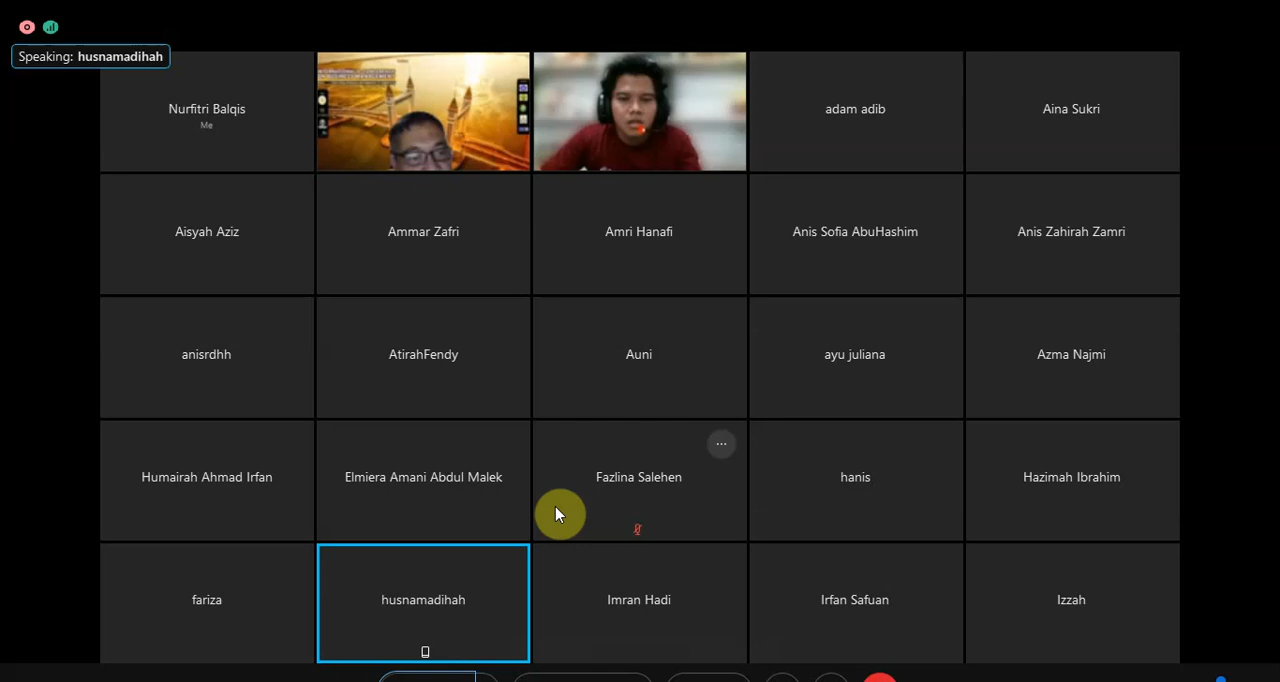 Speaking: husnamadihah
Nurfitri Balqis
Me
adam adib
Aina Sukri
Aisyah Aziz
Ammar Zafri
Amri Hanafi
Anis Sofia AbuHashim
Anis Zahirah Zamri
anisrdhh
AtirahFendy
Auni
ayu juliana
Azma Najmi
Humairah Ahmad Irfan
Elmiera Amani Abdul Malek
Fazlina Salehen
hanis
Hazimah Ibrahim
fariza
husnamadihah
Imran Hadi
Irfan Safuan
Izzah